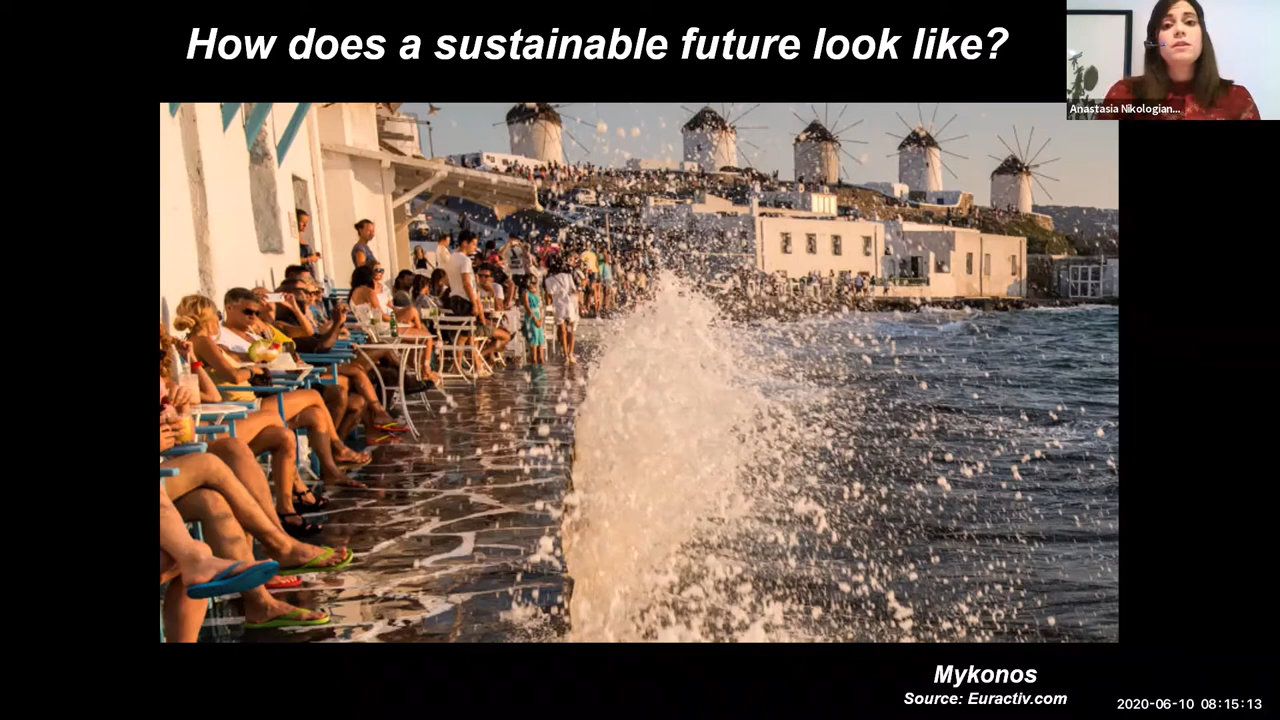 How does a sustainable future look like?
Anastasia Nikologian...
Mykonos
Source: Euractiv.com
2020-06-10 08:15:13